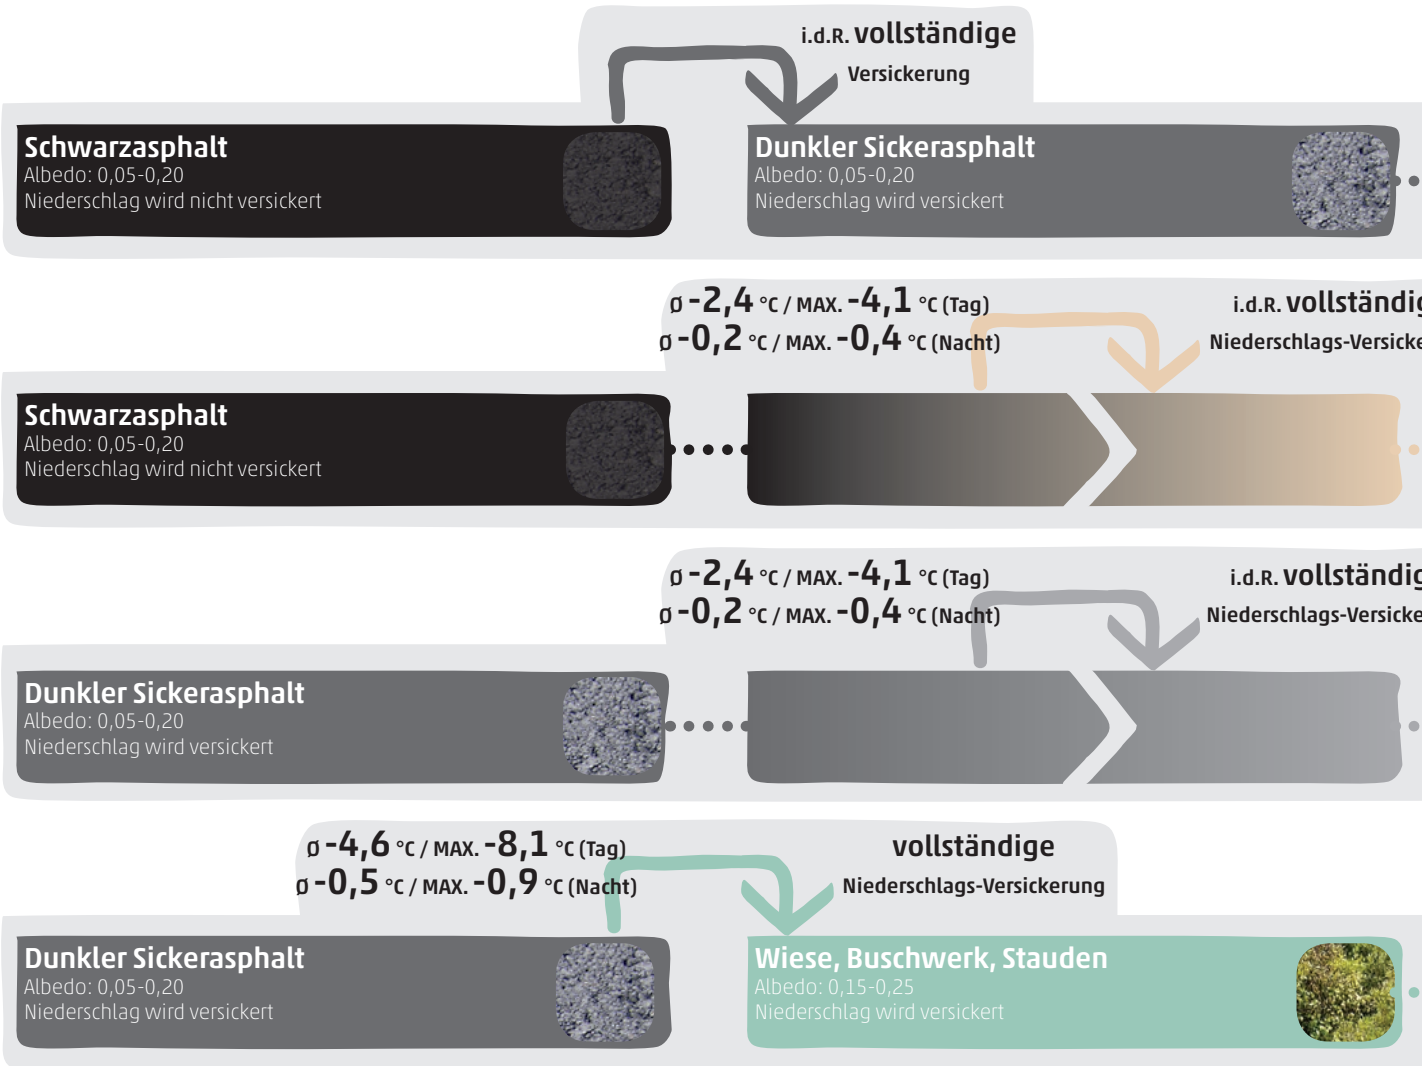 i.d.R. vollständige
Versickerung
Schwarzasphalt
Albedo: 0,05-0,20
Niederschlag wird nicht versickert
Dunkler Sickerasphalt
Albedo: 0,05-0,20
Niederschlag wird versickert
Ø -2,4 °C / MAX. -4,1 °C (Tag)
Ø -0,2 °C / MAX. -0,4 °C (Nacht)
i.d.R.
Schwarzasphalt
Albedo: 0,05-0,20
Niederschlag wird nicht versickert
Ø -2,4 °C / MAX. -4,1 °C (Tag)
Ø -0,2 °C / MAX. -0,4 °C (Nacht)
i.d.R.
Dunkler Sickerasphalt
Albedo: 0,05-0,20
Niederschlag wird versickert
Ø -4,6 °C / MAX. -8,1 °C (Tag)
Ø -0,5 °C / MAX. -0,9 °C (Nacht)
vollständige
Niederschlags-Versickerung
Dunkler Sickerasphalt
Albedo: 0,05-0,20
Niederschlag wird versickert
Wiese, Buschwerk, Stauden
Albedo: 0,15-0,25
Niederschlag wird versickert